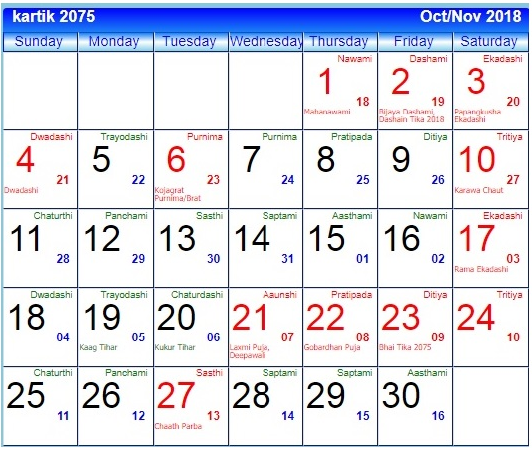 kartik 2075 Oct/Nov 2018
Sunday Monday Tuesday Wednesday Thursday Friday Saturday
Nawami Dashami Ekadashi
1 2 3
18 19 20
Mahanawami Bijaya Dashami, Papangkusha
Dashain Tika 2018 Ekadashi
Dwadashi Trayodashi Purnima Purnima Pratipada Ditiya Tritiya
4 5 6 7 8 9 10
21 22 23 24 25 26 27
Dwadashi Kojagrat Karawa Chaut
Purnima/Brat
Chaturthi Panchami Sasthi Saptami Aasthami Nawami Ekadashi
11 12 13 14 15 16 17
28 29 30 31 01 02 03
Rama Ekadashi
Dwadashi Trayodashi Chaturdashi Aaunshi Pratipada Ditiya Tritiya
18 19 20 21 22 23 24
04 05 06 07 08 09 10
Kaag Tihar Kukur Tihar Laxmi Puja, Gobardhan Puja Bhai Tika 2075
Deepawali
Chaturthi Panchami Sasthi Saptami Saptami Aasthami
25 26 27 28 29 30
11 12 13 14 15 16
Chaath Parba